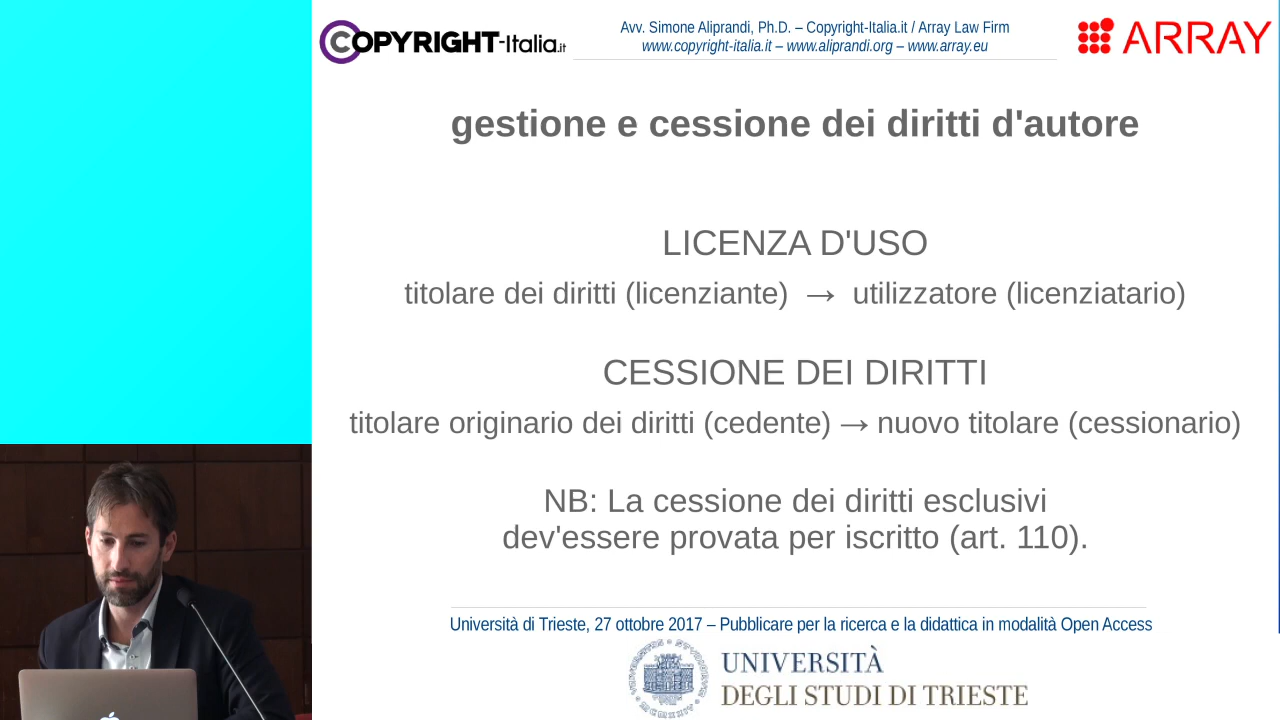 COPYRIGHT-Italia.it
Avv. Simone Aliprandi, Ph.D. – Copyright-Italia.it / Array Law Firm
www.copyright-italia.it – www.aliprandi.org – www.array.eu
ARRAY
gestione e cessione dei diritti d'autore
LICENZA D'USO
titolare dei diritti (licenziante) → utilizzatore (licenziatario)
CESSIONE DEI DIRITTI
titolare originario dei diritti (cedente) → nuovo titolare (cessionario)
NB: La cessione dei diritti esclusivi
dev'essere provata per iscritto (art. 110).
Università di Trieste, 27 ottobre 2017 – Pubblicare per la ricerca e la didattica in modalità Open Access
UNIVERSITÀ
DEGLI STUDI DI TRIESTE